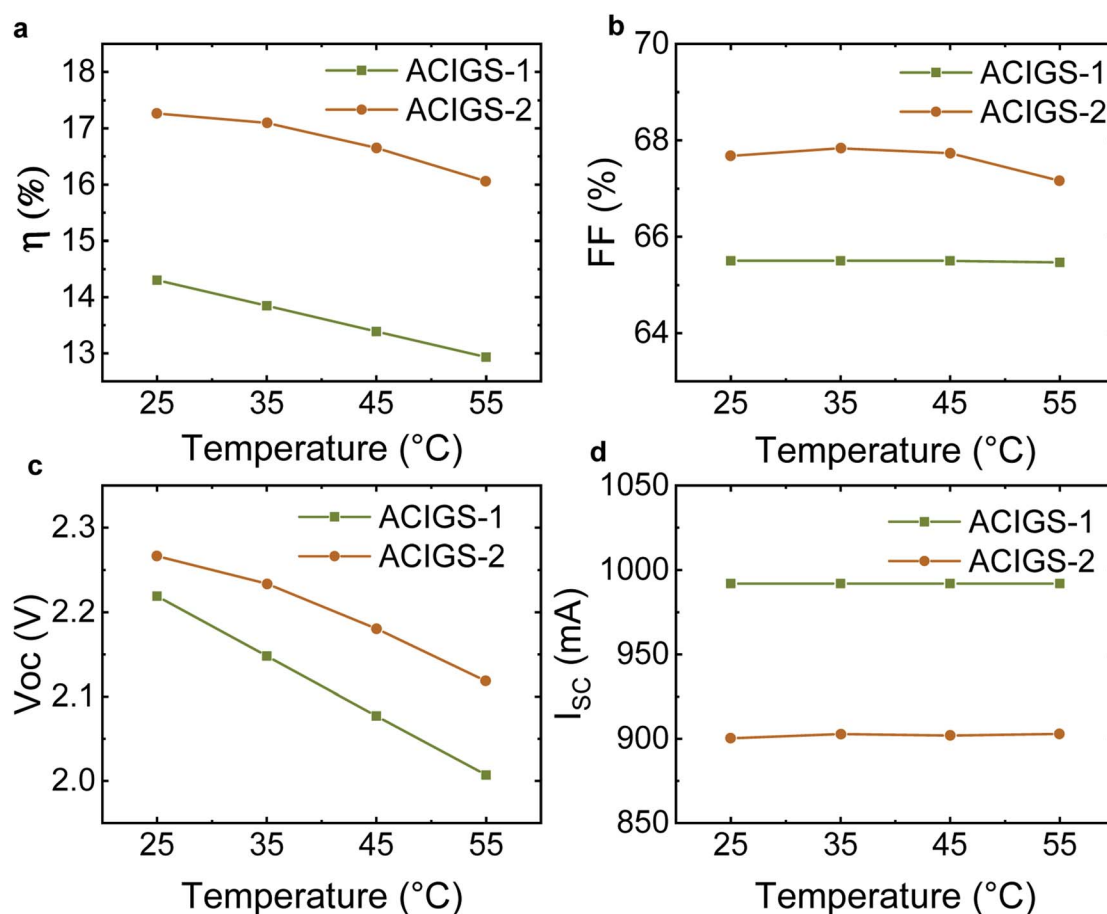 a
18
17
16
15
14
13
η (%)
ACIGS-1
ACIGS-2
25 35 45 55
Temperature (°C)
b
70
68
66
64
FF (%)
ACIGS-1
ACIGS-2
25 35 45 55
Temperature (°C)
c
2.3
2.2
2.1
2.0
Voc (V)
ACIGS-1
ACIGS-2
25 35 45 55
Temperature (°C)
d
1050
1000
950
900
850
I_SC (mA)
ACIGS-1
ACIGS-2
25 35 45 55
Temperature (°C)